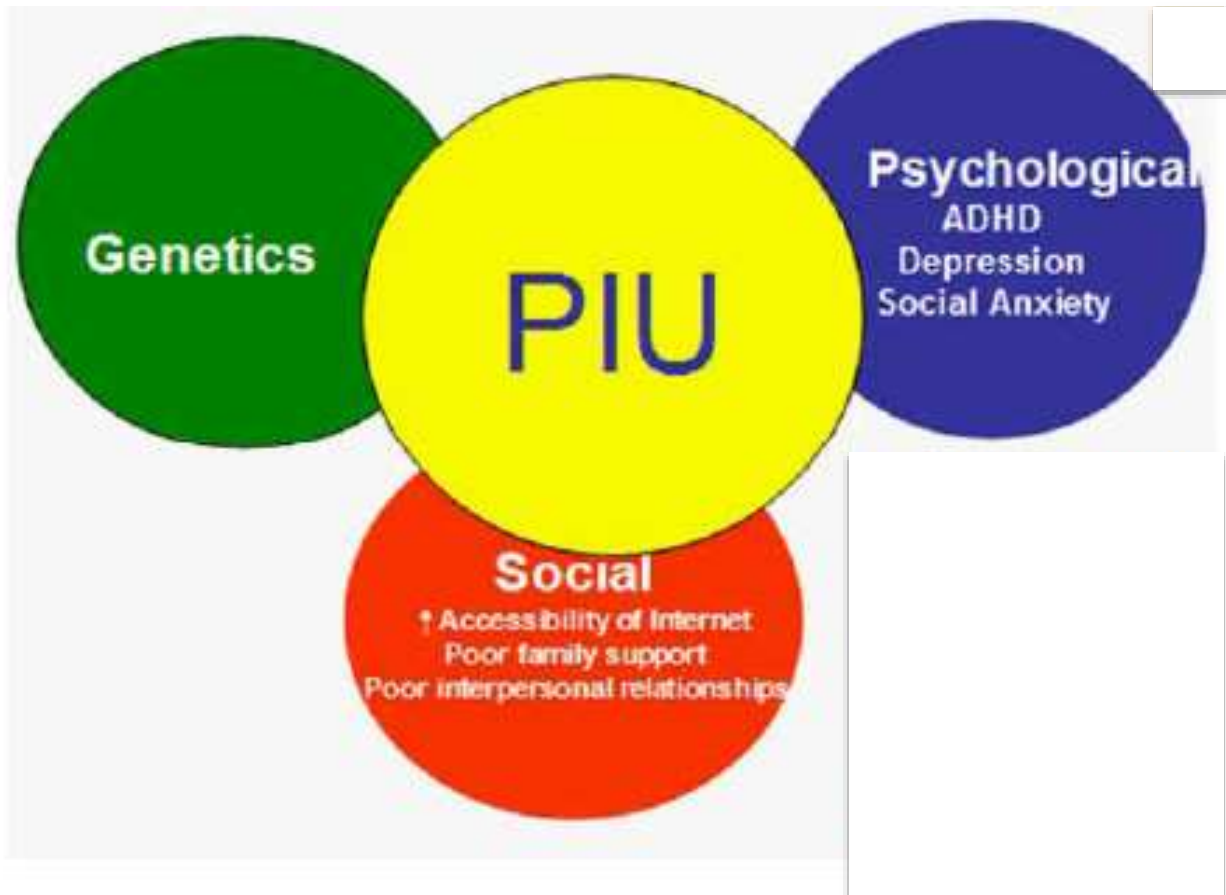 Genetics
PIU
Psychological
ADHD
Depression
Social Anxiety
Social
↑ Accessibility of Internet
Poor family support
Poor interpersonal relationships